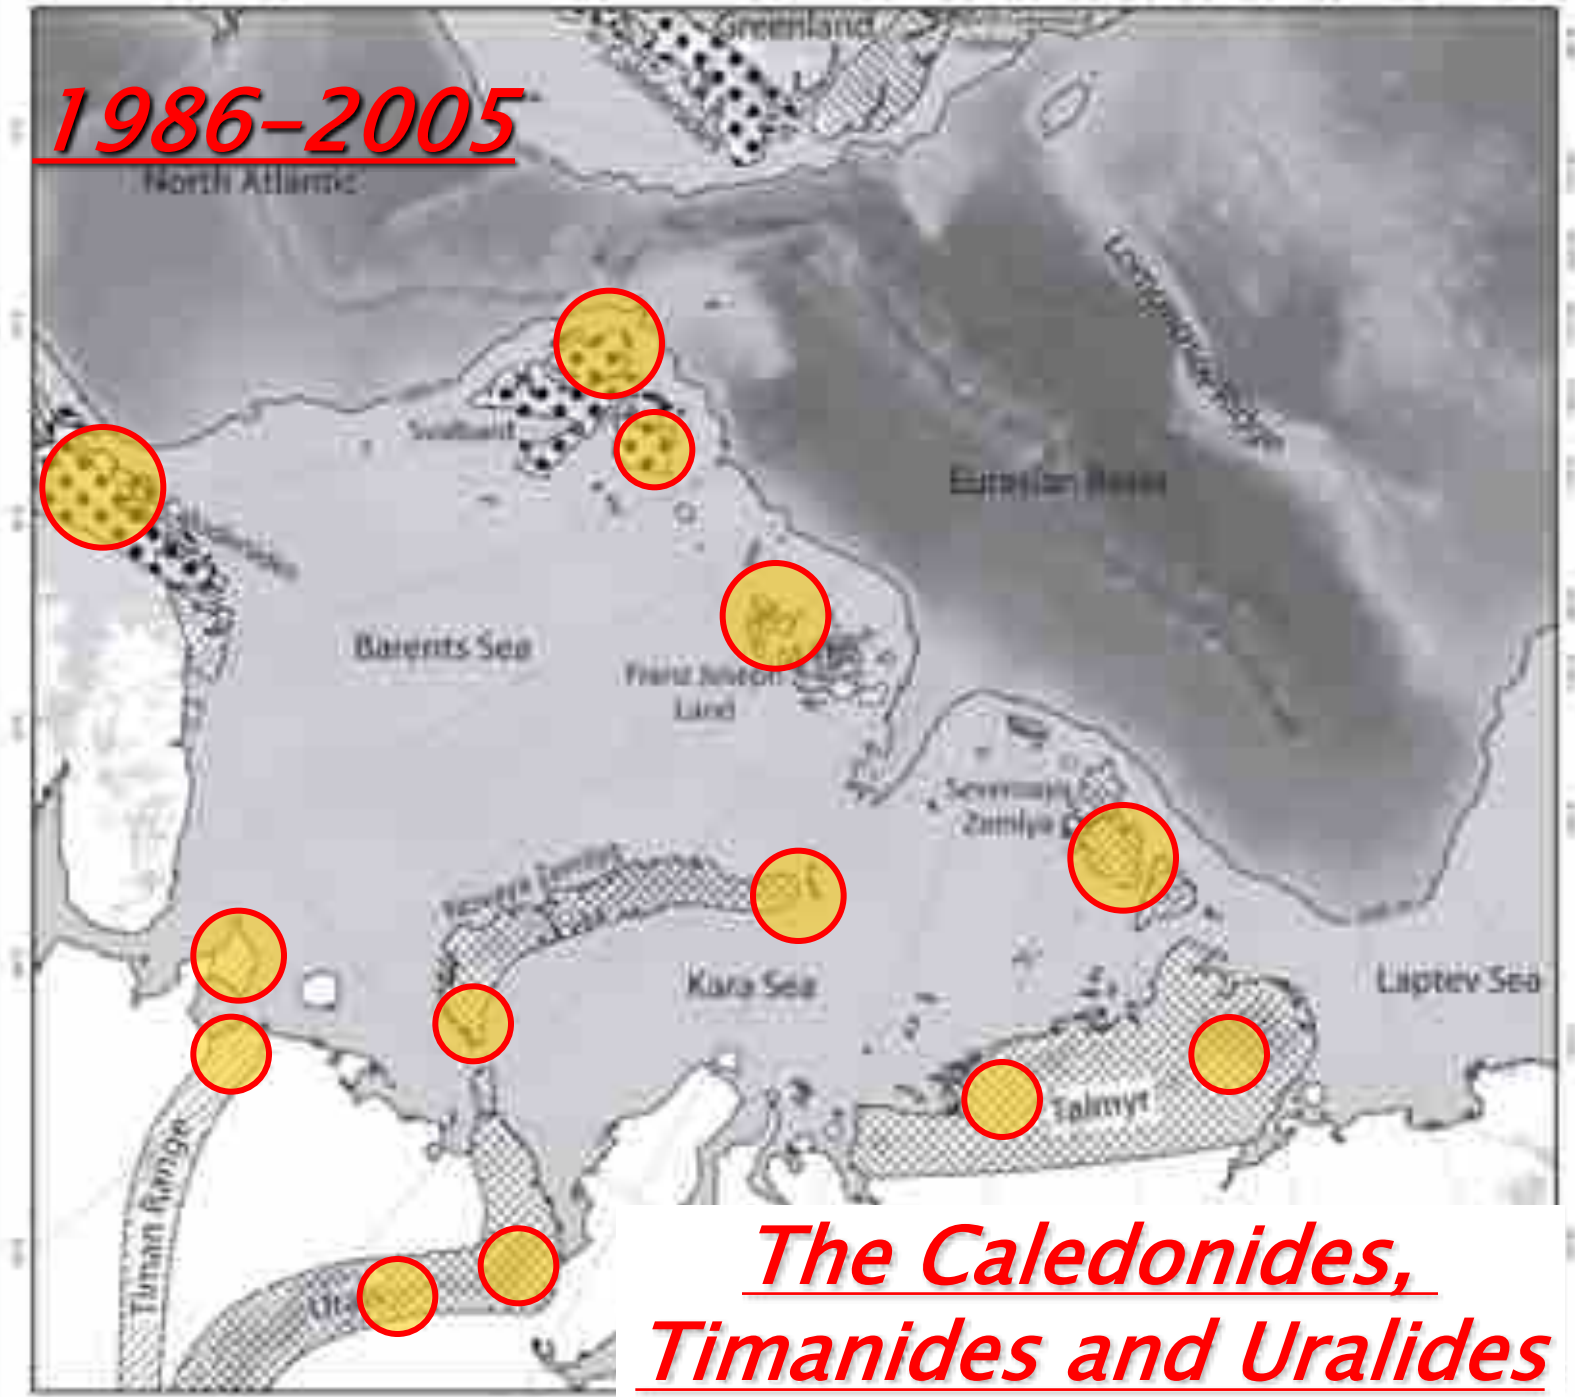 Greenland
1986-2005
North Atlantic
Svalbard
Eurasian Basin
Barents Sea
Franz Joseph
Land
Severnaya
Zemlya
Novaya Zemlya
Kara Sea
Laptev Sea
Taimyr
Timan Range
The Caledonides,
Timanides and Uralides